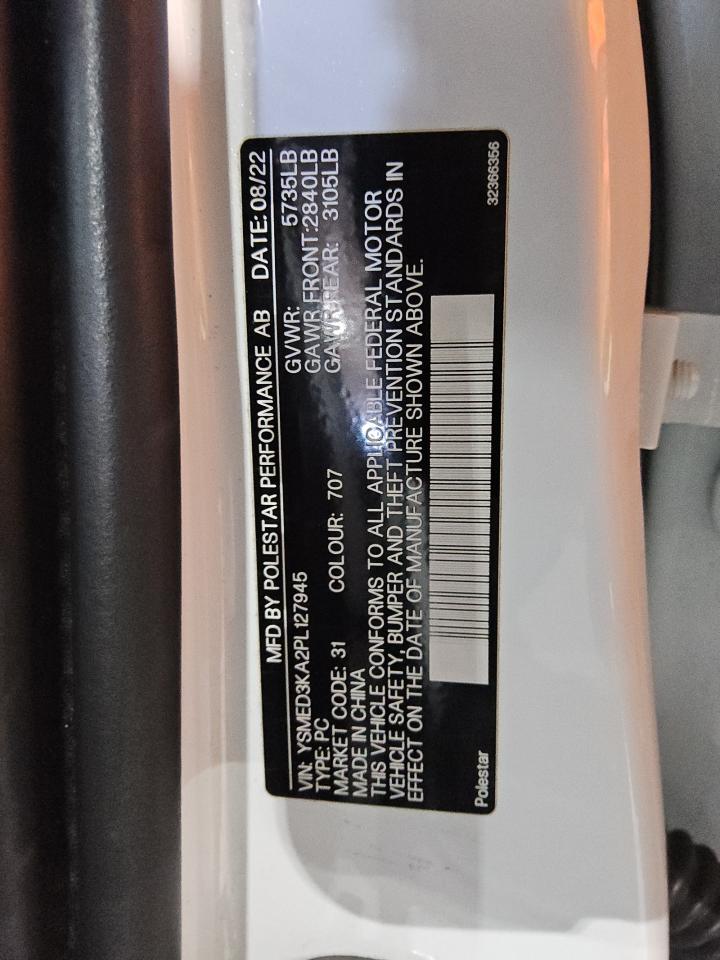 MFD BY POLESTAR PERFORMANCE AB DATE: 08/22
VIN: YSMED3KA2PL127945 GVWR: 5735LB
TYPE: PC GAWR FRONT: 2840LB
MARKET CODE: 31 COLOUR: 707 GAWR REAR: 3105LB
MADE IN CHINA
THIS VEHICLE CONFORMS TO ALL APPLICABLE FEDERAL MOTOR
VEHICLE SAFETY, BUMPER AND THEFT PREVENTION STANDARDS IN
EFFECT ON THE DATE OF MANUFACTURE SHOWN ABOVE.
Polestar 32366356